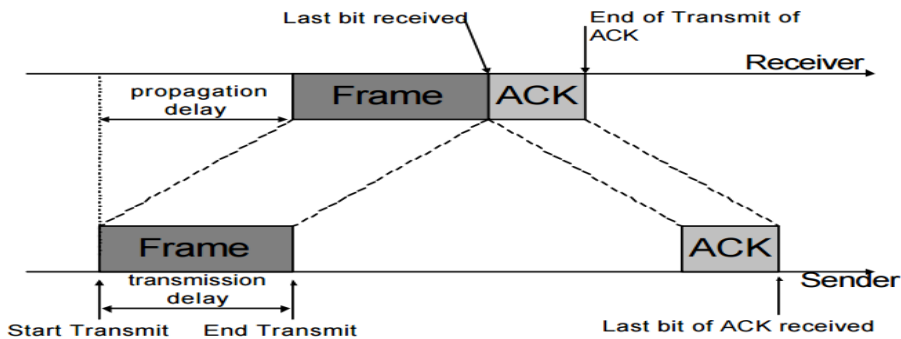 Last bit received
End of Transmit of
ACK
Receiver
propagation
delay
Frame
ACK
Frame
ACK
transmission
delay
Sender
Start Transmit
End Transmit
Last bit of ACK received